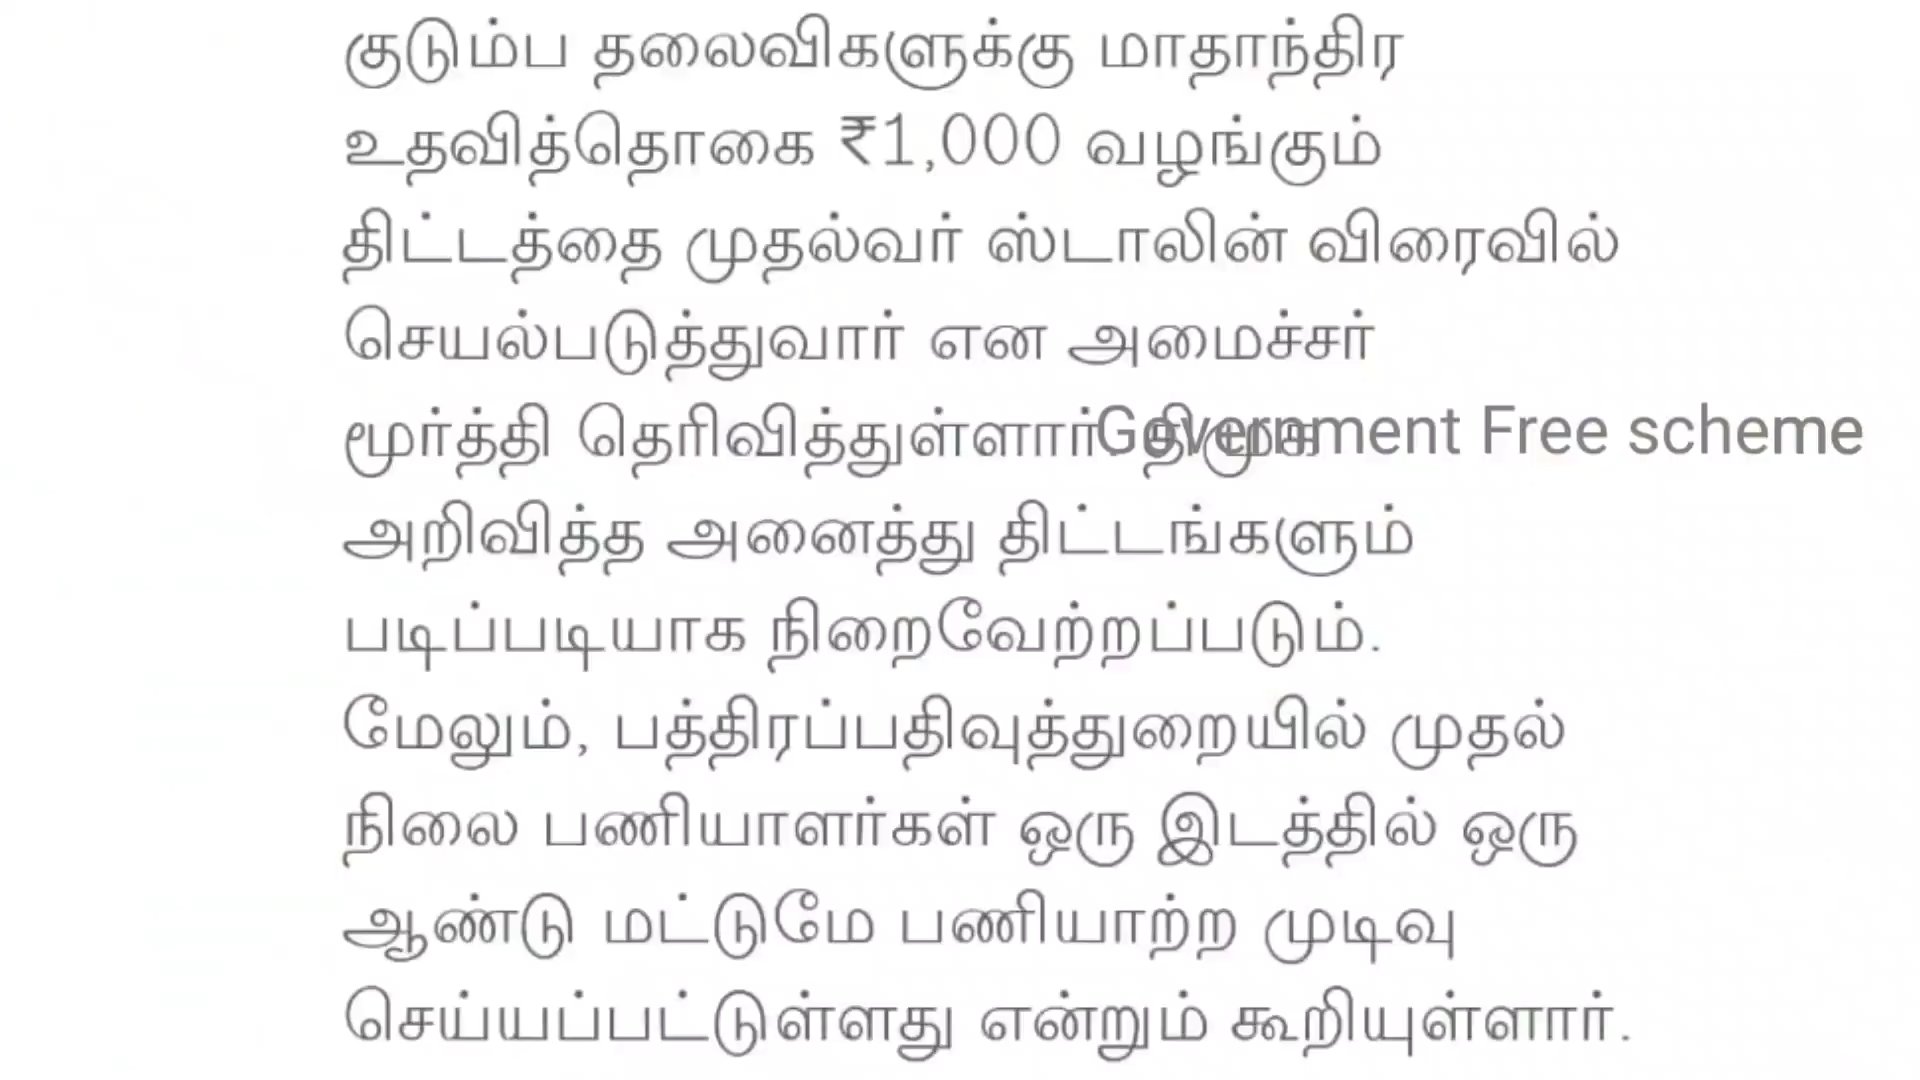 குடும்ப தலைவிகளுக்கு மாதாந்திர
உதவித்தொகை ₹1,000 வழங்கும்
திட்டத்தை முதல்வர் ஸ்டாலின் விரைவில்
செயல்படுத்துவார் என அமைச்சர்
மூர்த்தி தெரிவித்துள்ளார். திமுக
Government Free scheme
அறிவித்த அனைத்து திட்டங்களும்
படிப்படியாக நிறைவேற்றப்படும்.
மேலும், பத்திரப்பதிவுத்துறையில் முதல்
நிலை பணியாளர்கள் ஒரு இடத்தில் ஒரு
ஆண்டு மட்டுமே பணியாற்ற முடிவு
செய்யப்பட்டுள்ளது என்றும் கூறியுள்ளார்.